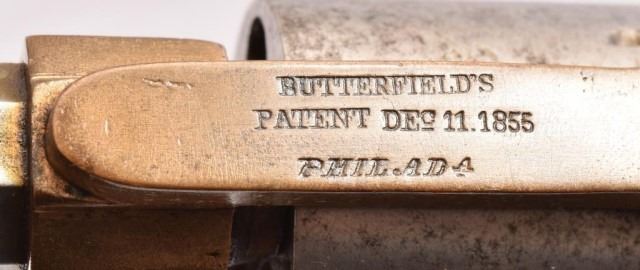 BUTTERFIELD'S
PATENT DEC 11.1855
PHILADA